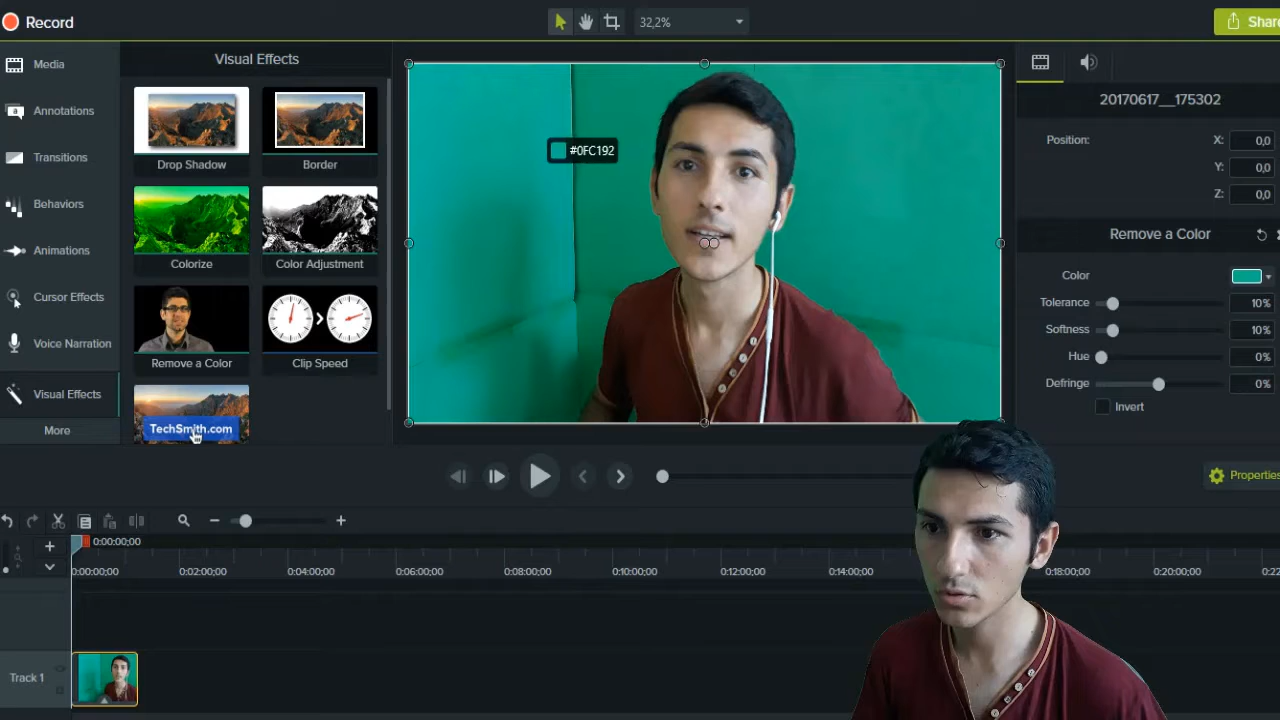 Record
32,2%
Share
Media
Annotations
Transitions
Behaviors
Animations
Cursor Effects
Voice Narration
Visual Effects
More
Visual Effects
Drop Shadow
Border
Colorize
Color Adjustment
Remove a Color
Clip Speed
TechSmith.com
#0FC192
20170617__175302
Position:
X: 0,0
Y: 0,0
Z: 0,0
Remove a Color
Color
Tolerance 10%
Softness 10%
Hue 0%
Defringe 0%
Invert
Properties
0:00:00;00
0:00:00;00 0:02:00;00 0:04:00;00 0:06:00;00 0:08:00;00 0:10:00;00 0:12:00;00 0:14:00;00 0:18:00;00 0:20:00;00 0:22
Track 1